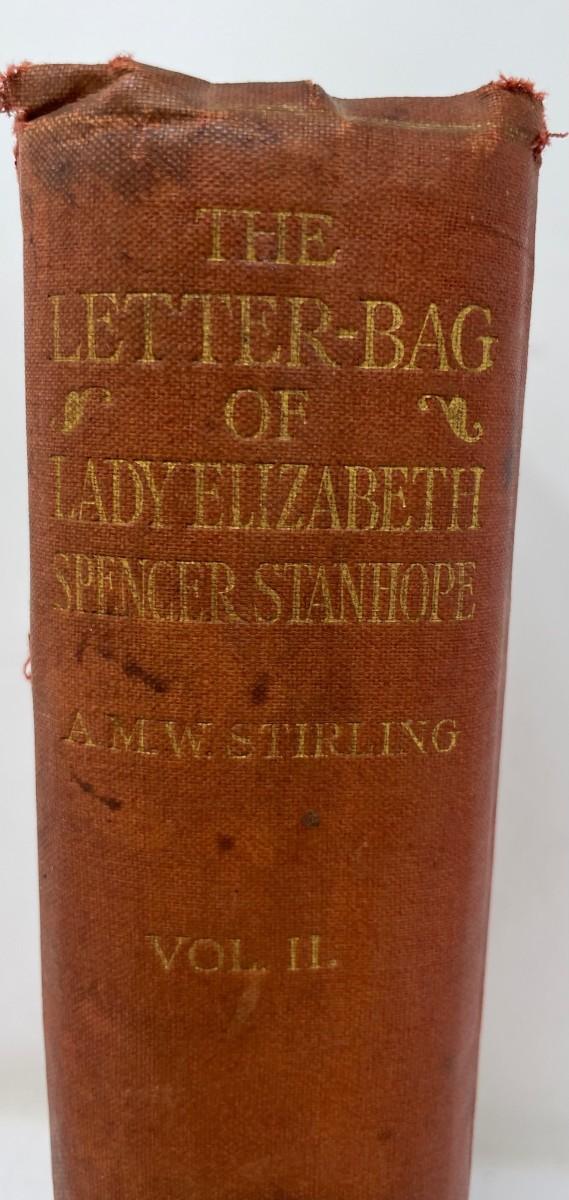 THE
LETTER-BAG
OF
LADY ELIZABETH
SPENCER STANHOPE
A.M.W. STIRLING
VOL. II.